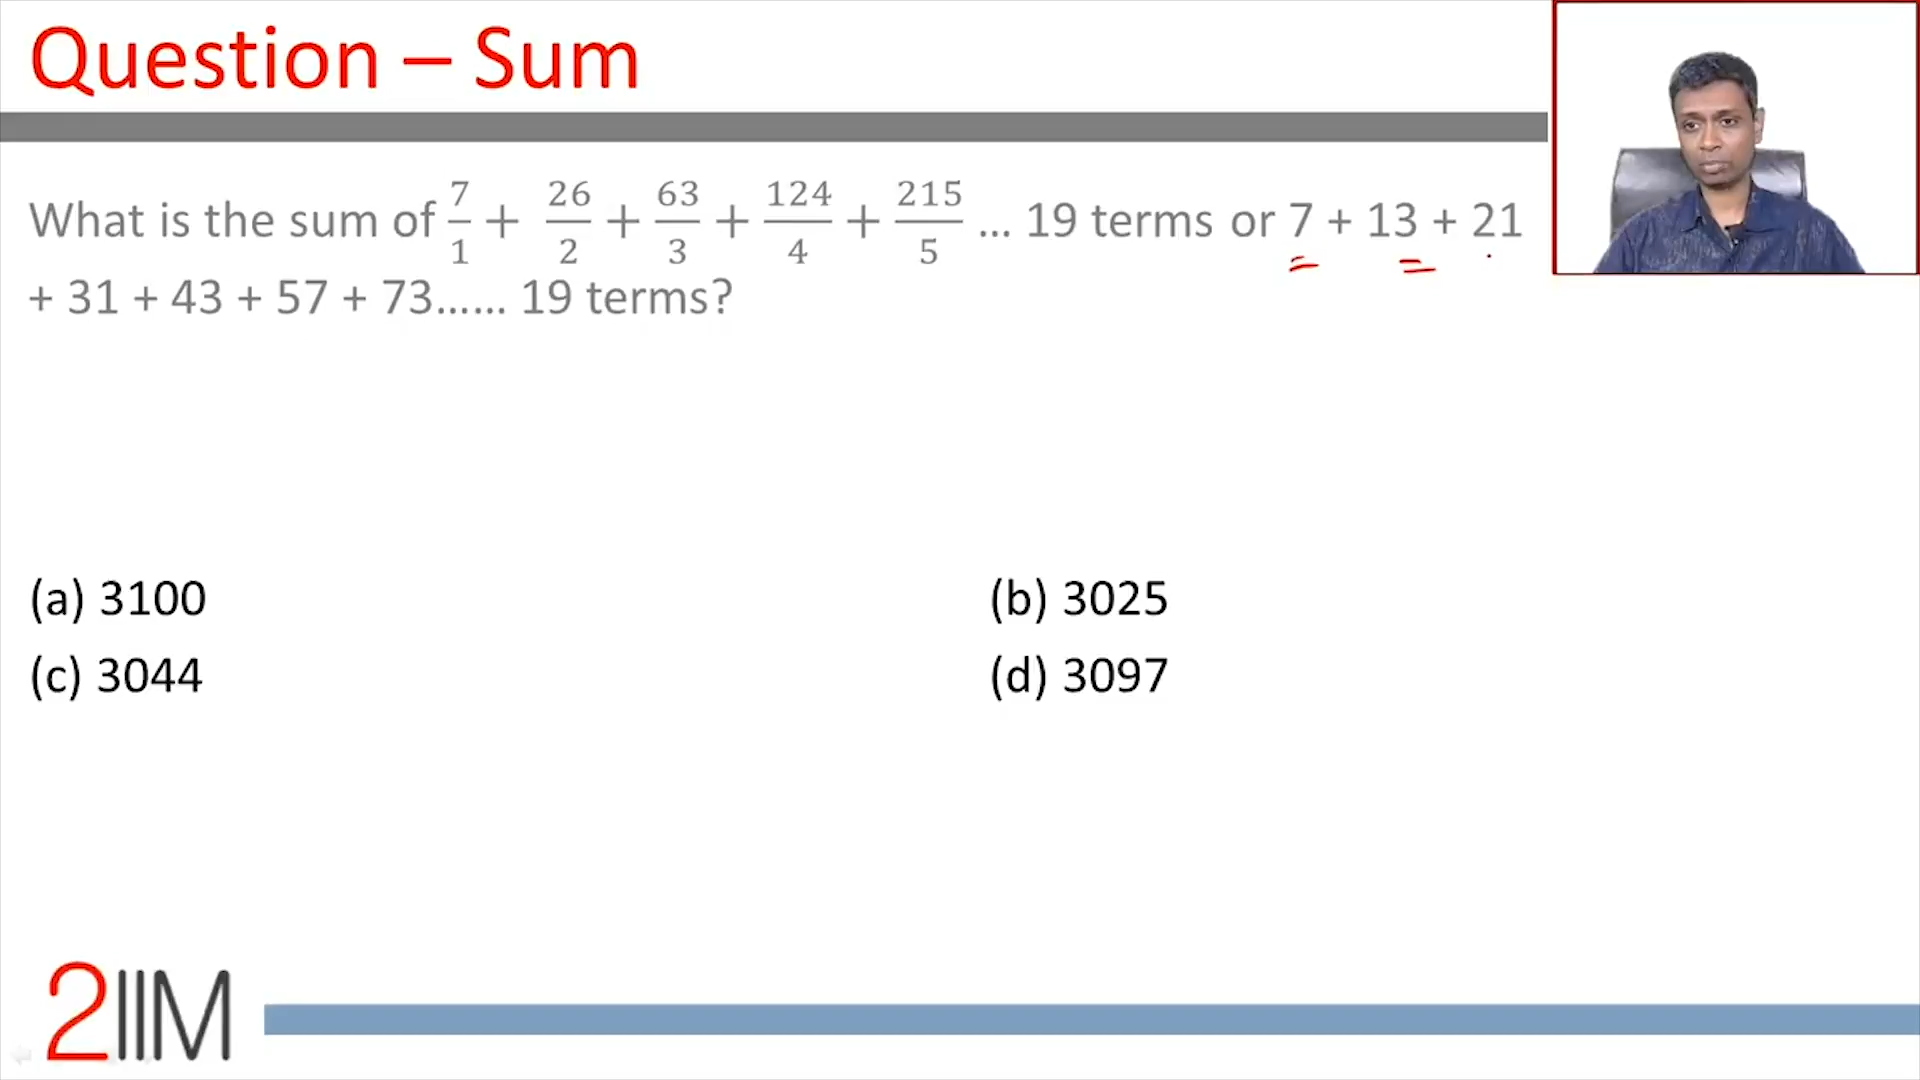 Question – Sum
What is the sum of 7/1 + 26/2 + 63/3 + 124/4 + 215/5 ... 19 terms or 7 + 13 + 21
+ 31 + 43 + 57 + 73...... 19 terms?
(a) 3100 (b) 3025
(c) 3044 (d) 3097
2IIM